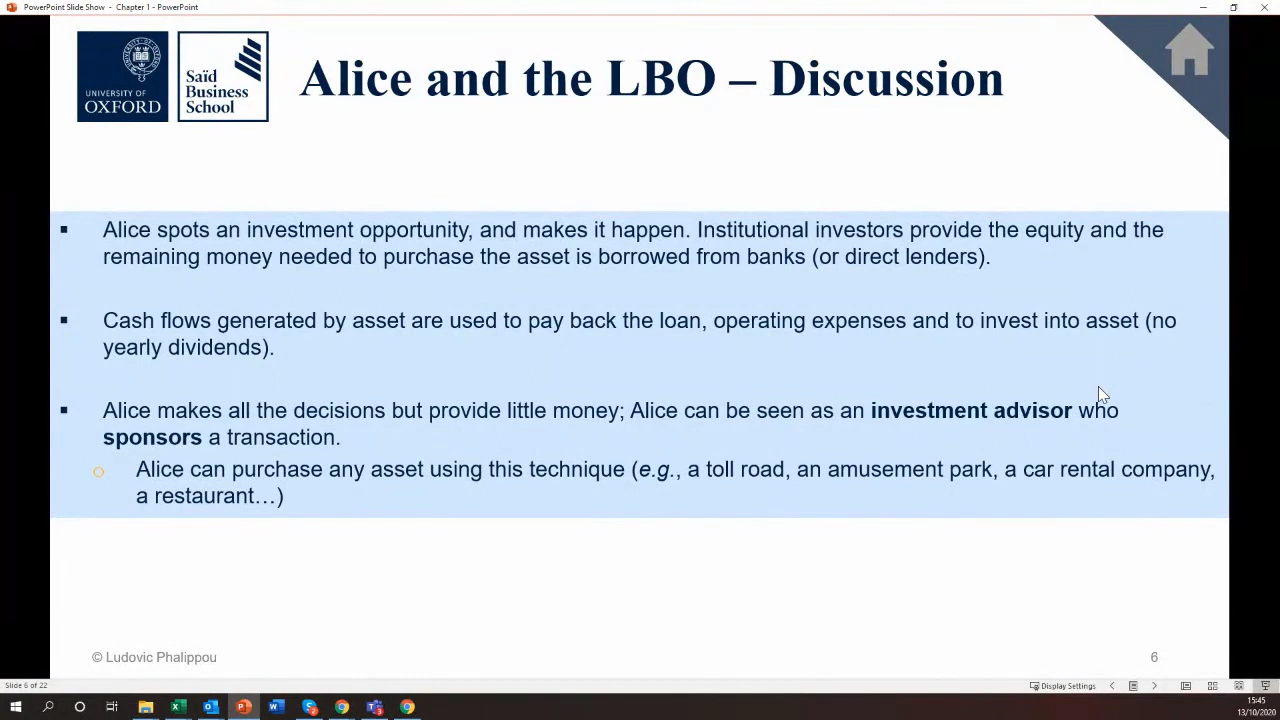 PowerPoint Slide Show - Chapter 1 - PowerPoint
UNIVERSITY OF
OXFORD
Saïd
Business
School
Alice and the LBO – Discussion
▪ Alice spots an investment opportunity, and makes it happen. Institutional investors provide the equity and the
remaining money needed to purchase the asset is borrowed from banks (or direct lenders).
▪ Cash flows generated by asset are used to pay back the loan, operating expenses and to invest into asset (no
yearly dividends).
▪ Alice makes all the decisions but provide little money; Alice can be seen as an investment advisor who
sponsors a transaction.
○ Alice can purchase any asset using this technique (e.g., a toll road, an amusement park, a car rental company,
a restaurant…)
© Ludovic Phalippou
6
Slide 6 of 22
Display Settings
15:45
13/10/2020